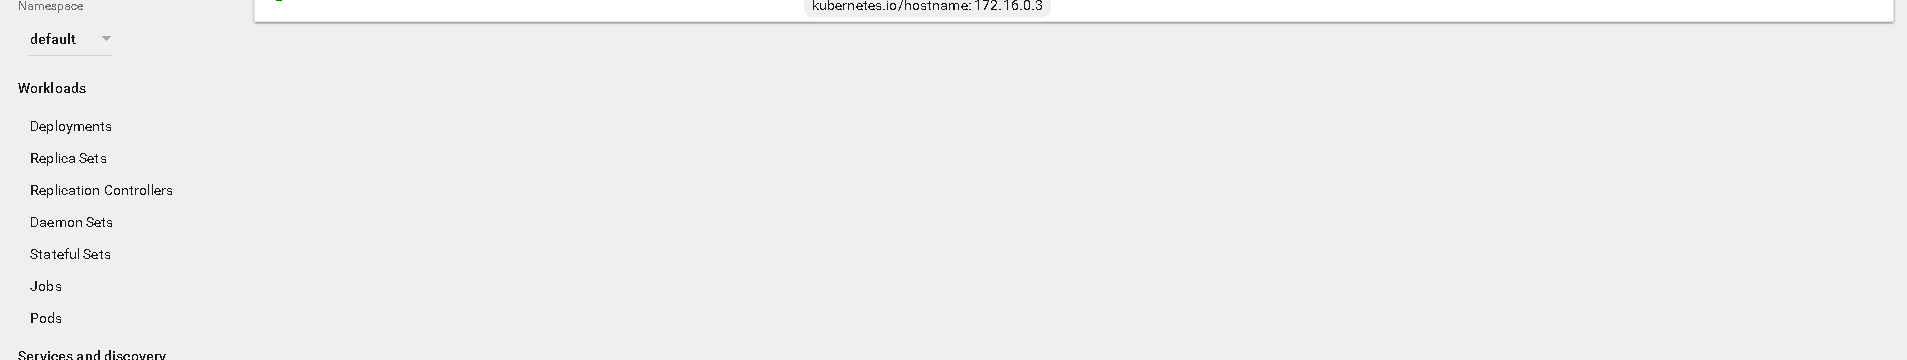 Namespace
kubernetes.io/hostname: 172.16.0.3
default
Workloads
Deployments
Replica Sets
Replication Controllers
Daemon Sets
Stateful Sets
Jobs
Pods
Services and discovery